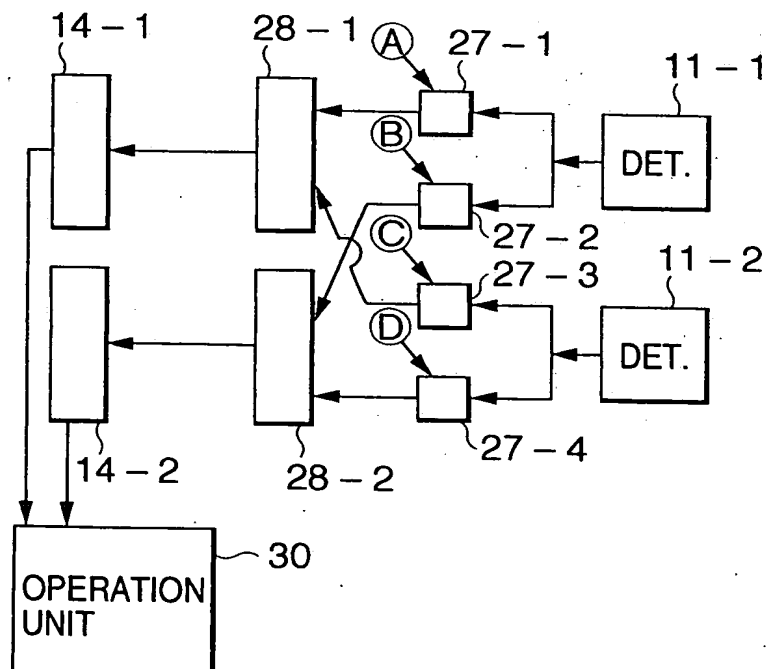 14-1
28-1
A
27-1
11-1
B
DET.
27-2
C
27-3
11-2
D
DET.
14-2
28-2
27-4
30
OPERATION
UNIT